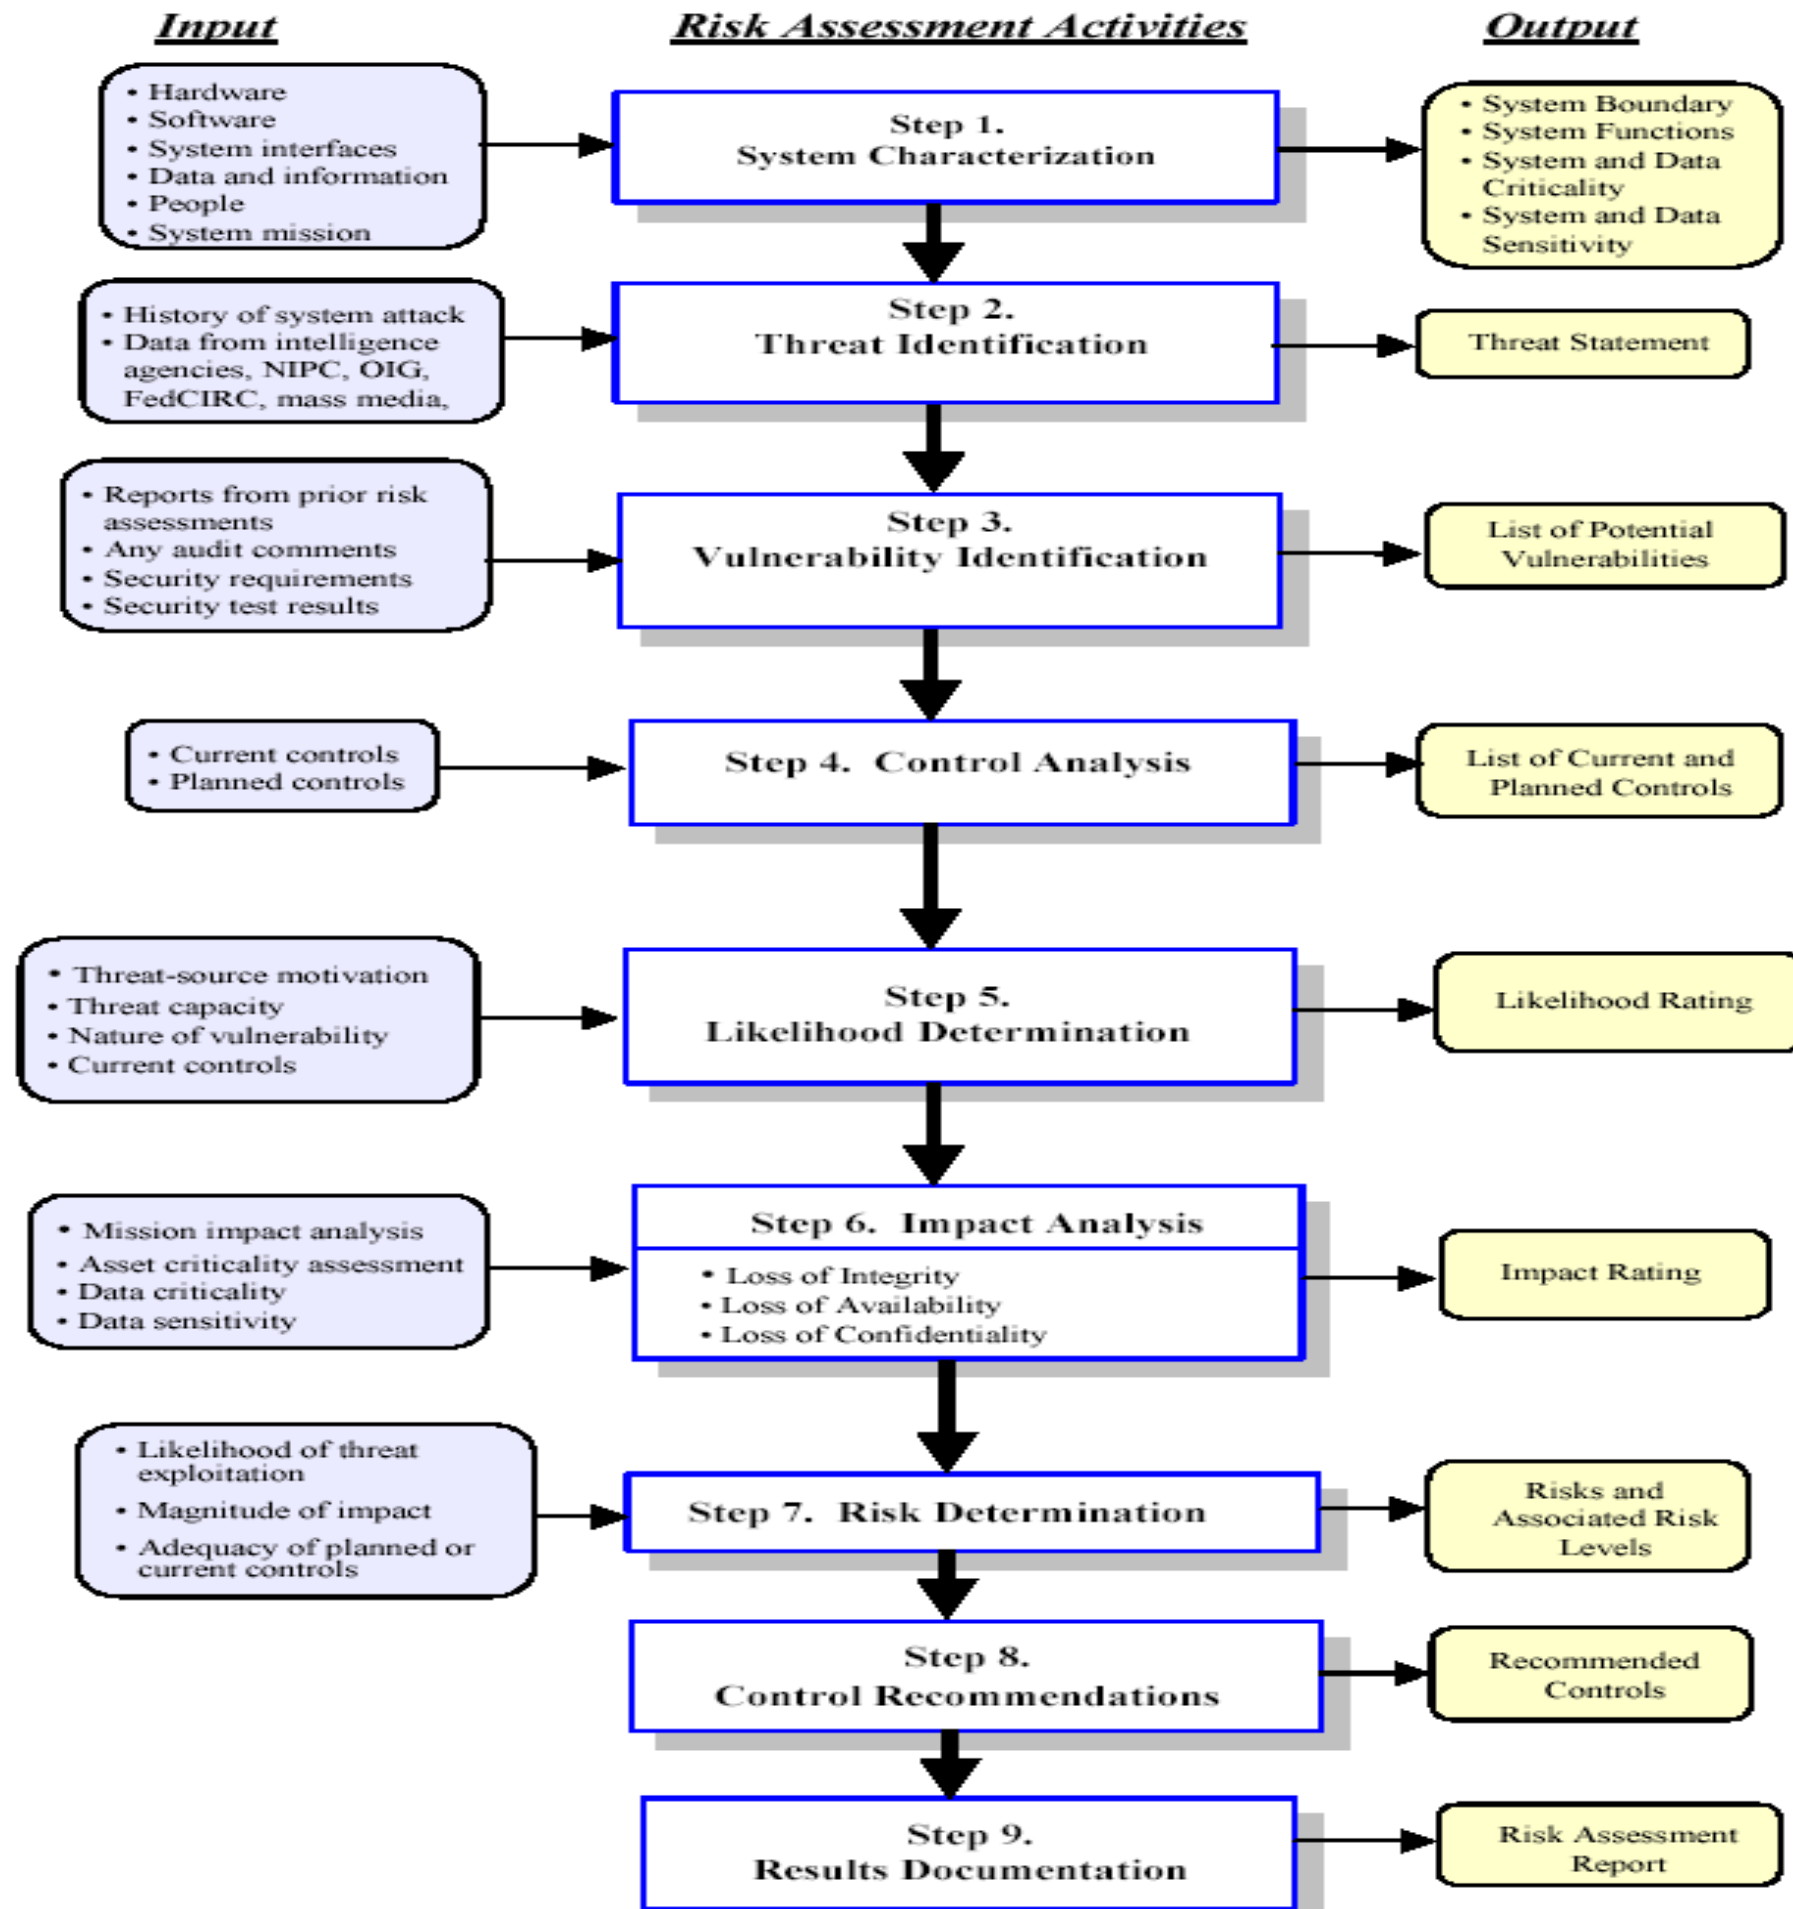 Input
Risk Assessment Activities
Output
• Hardware
• Software
• System interfaces
• Data and information
• People
• System mission
Step 1.
System Characterization
• System Boundary
• System Functions
• System and Data
Criticality
• System and Data
Sensitivity
• History of system attack
• Data from intelligence
agencies, NIPC, OIG,
FedCIRC, mass media,
Step 2.
Threat Identification
Threat Statement
• Reports from prior risk
assessments
• Any audit comments
• Security requirements
• Security test results
Step 3.
Vulnerability Identification
List of Potential
Vulnerabilities
• Current controls
• Planned controls
Step 4. Control Analysis
List of Current and
Planned Controls
• Threat-source motivation
• Threat capacity
• Nature of vulnerability
• Current controls
Step 5.
Likelihood Determination
Likelihood Rating
• Mission impact analysis
• Asset criticality assessment
• Data criticality
• Data sensitivity
Step 6. Impact Analysis
• Loss of Integrity
• Loss of Availability
• Loss of Confidentiality
Impact Rating
• Likelihood of threat
exploitation
• Magnitude of impact
• Adequacy of planned or
current controls
Step 7. Risk Determination
Risks and
Associated Risk
Levels
Step 8.
Control Recommendations
Recommended
Controls
Step 9.
Results Documentation
Risk Assessment
Report